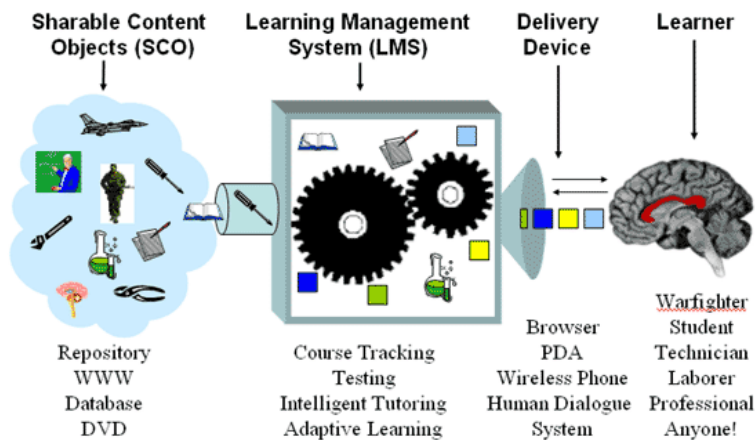 Sharable Content
Objects (SCO)
Learning Management
System (LMS)
Delivery
Device
Learner
Repository
WWW
Database
DVD
Course Tracking
Testing
Intelligent Tutoring
Adaptive Learning
Browser
PDA
Wireless Phone
Human Dialogue
System
Warfighter
Student
Technician
Laborer
Professional
Anyone!